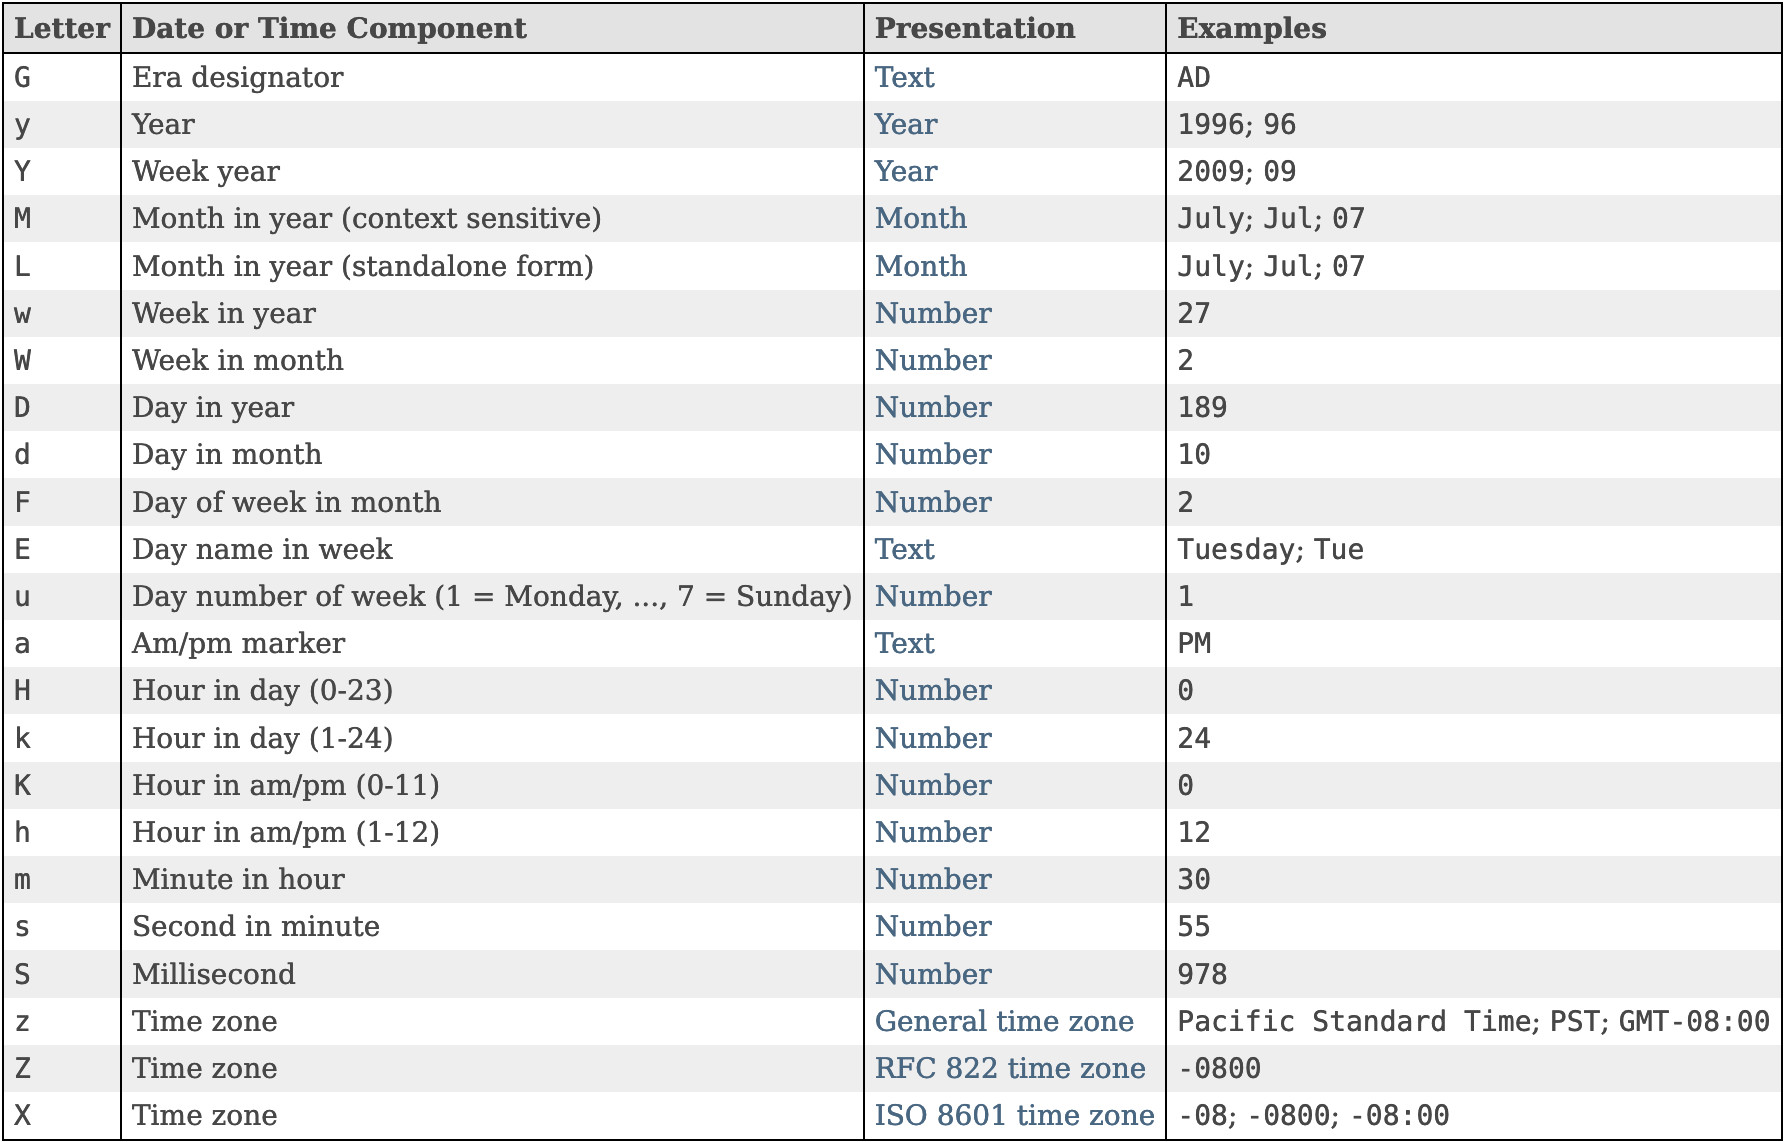 Letter Date or Time Component Presentation Examples
G Era designator Text AD
y Year Year 1996; 96
Y Week year Year 2009; 09
M Month in year (context sensitive) Month July; Jul; 07
L Month in year (standalone form) Month July; Jul; 07
w Week in year Number 27
W Week in month Number 2
D Day in year Number 189
d Day in month Number 10
F Day of week in month Number 2
E Day name in week Text Tuesday; Tue
u Day number of week (1 = Monday, ..., 7 = Sunday) Number 1
a Am/pm marker Text PM
H Hour in day (0-23) Number 0
k Hour in day (1-24) Number 24
K Hour in am/pm (0-11) Number 0
h Hour in am/pm (1-12) Number 12
m Minute in hour Number 30
s Second in minute Number 55
S Millisecond Number 978
z Time zone General time zone Pacific Standard Time; PST; GMT-08:00
Z Time zone RFC 822 time zone -0800
X Time zone ISO 8601 time zone -08; -0800; -08:00